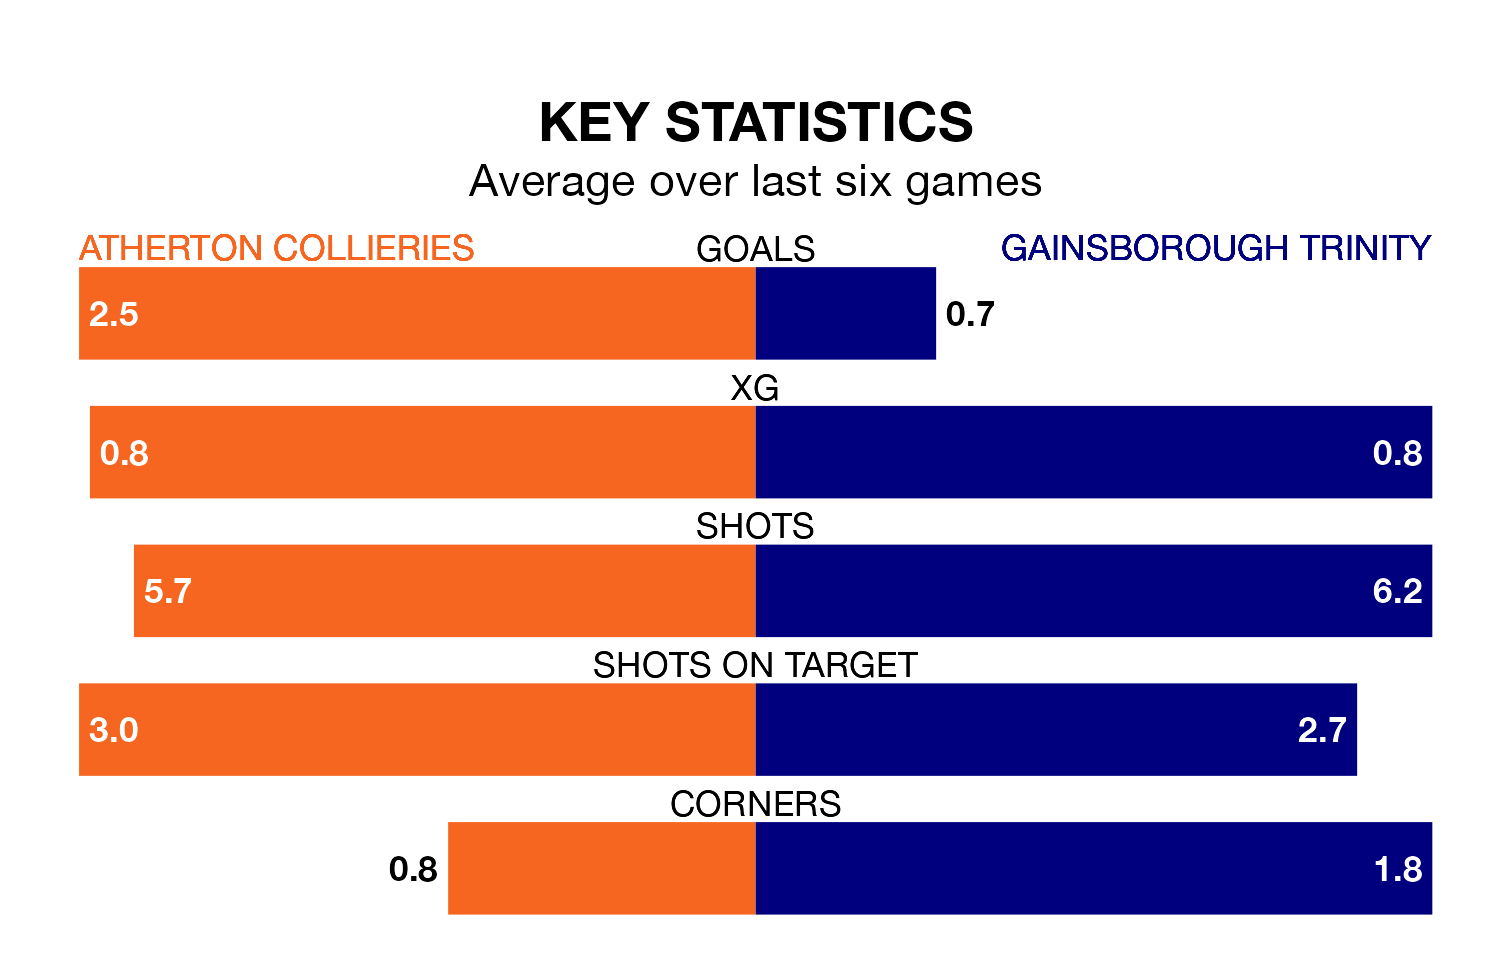 KEY STATISTICS
Average over last six games
ATHERTON COLLIERIES GOALS GAINSBOROUGH TRINITY
2.5 0.7
XG
0.8 0.8
SHOTS
5.7 6.2
SHOTS ON TARGET
3.0 2.7
CORNERS
0.8 1.8